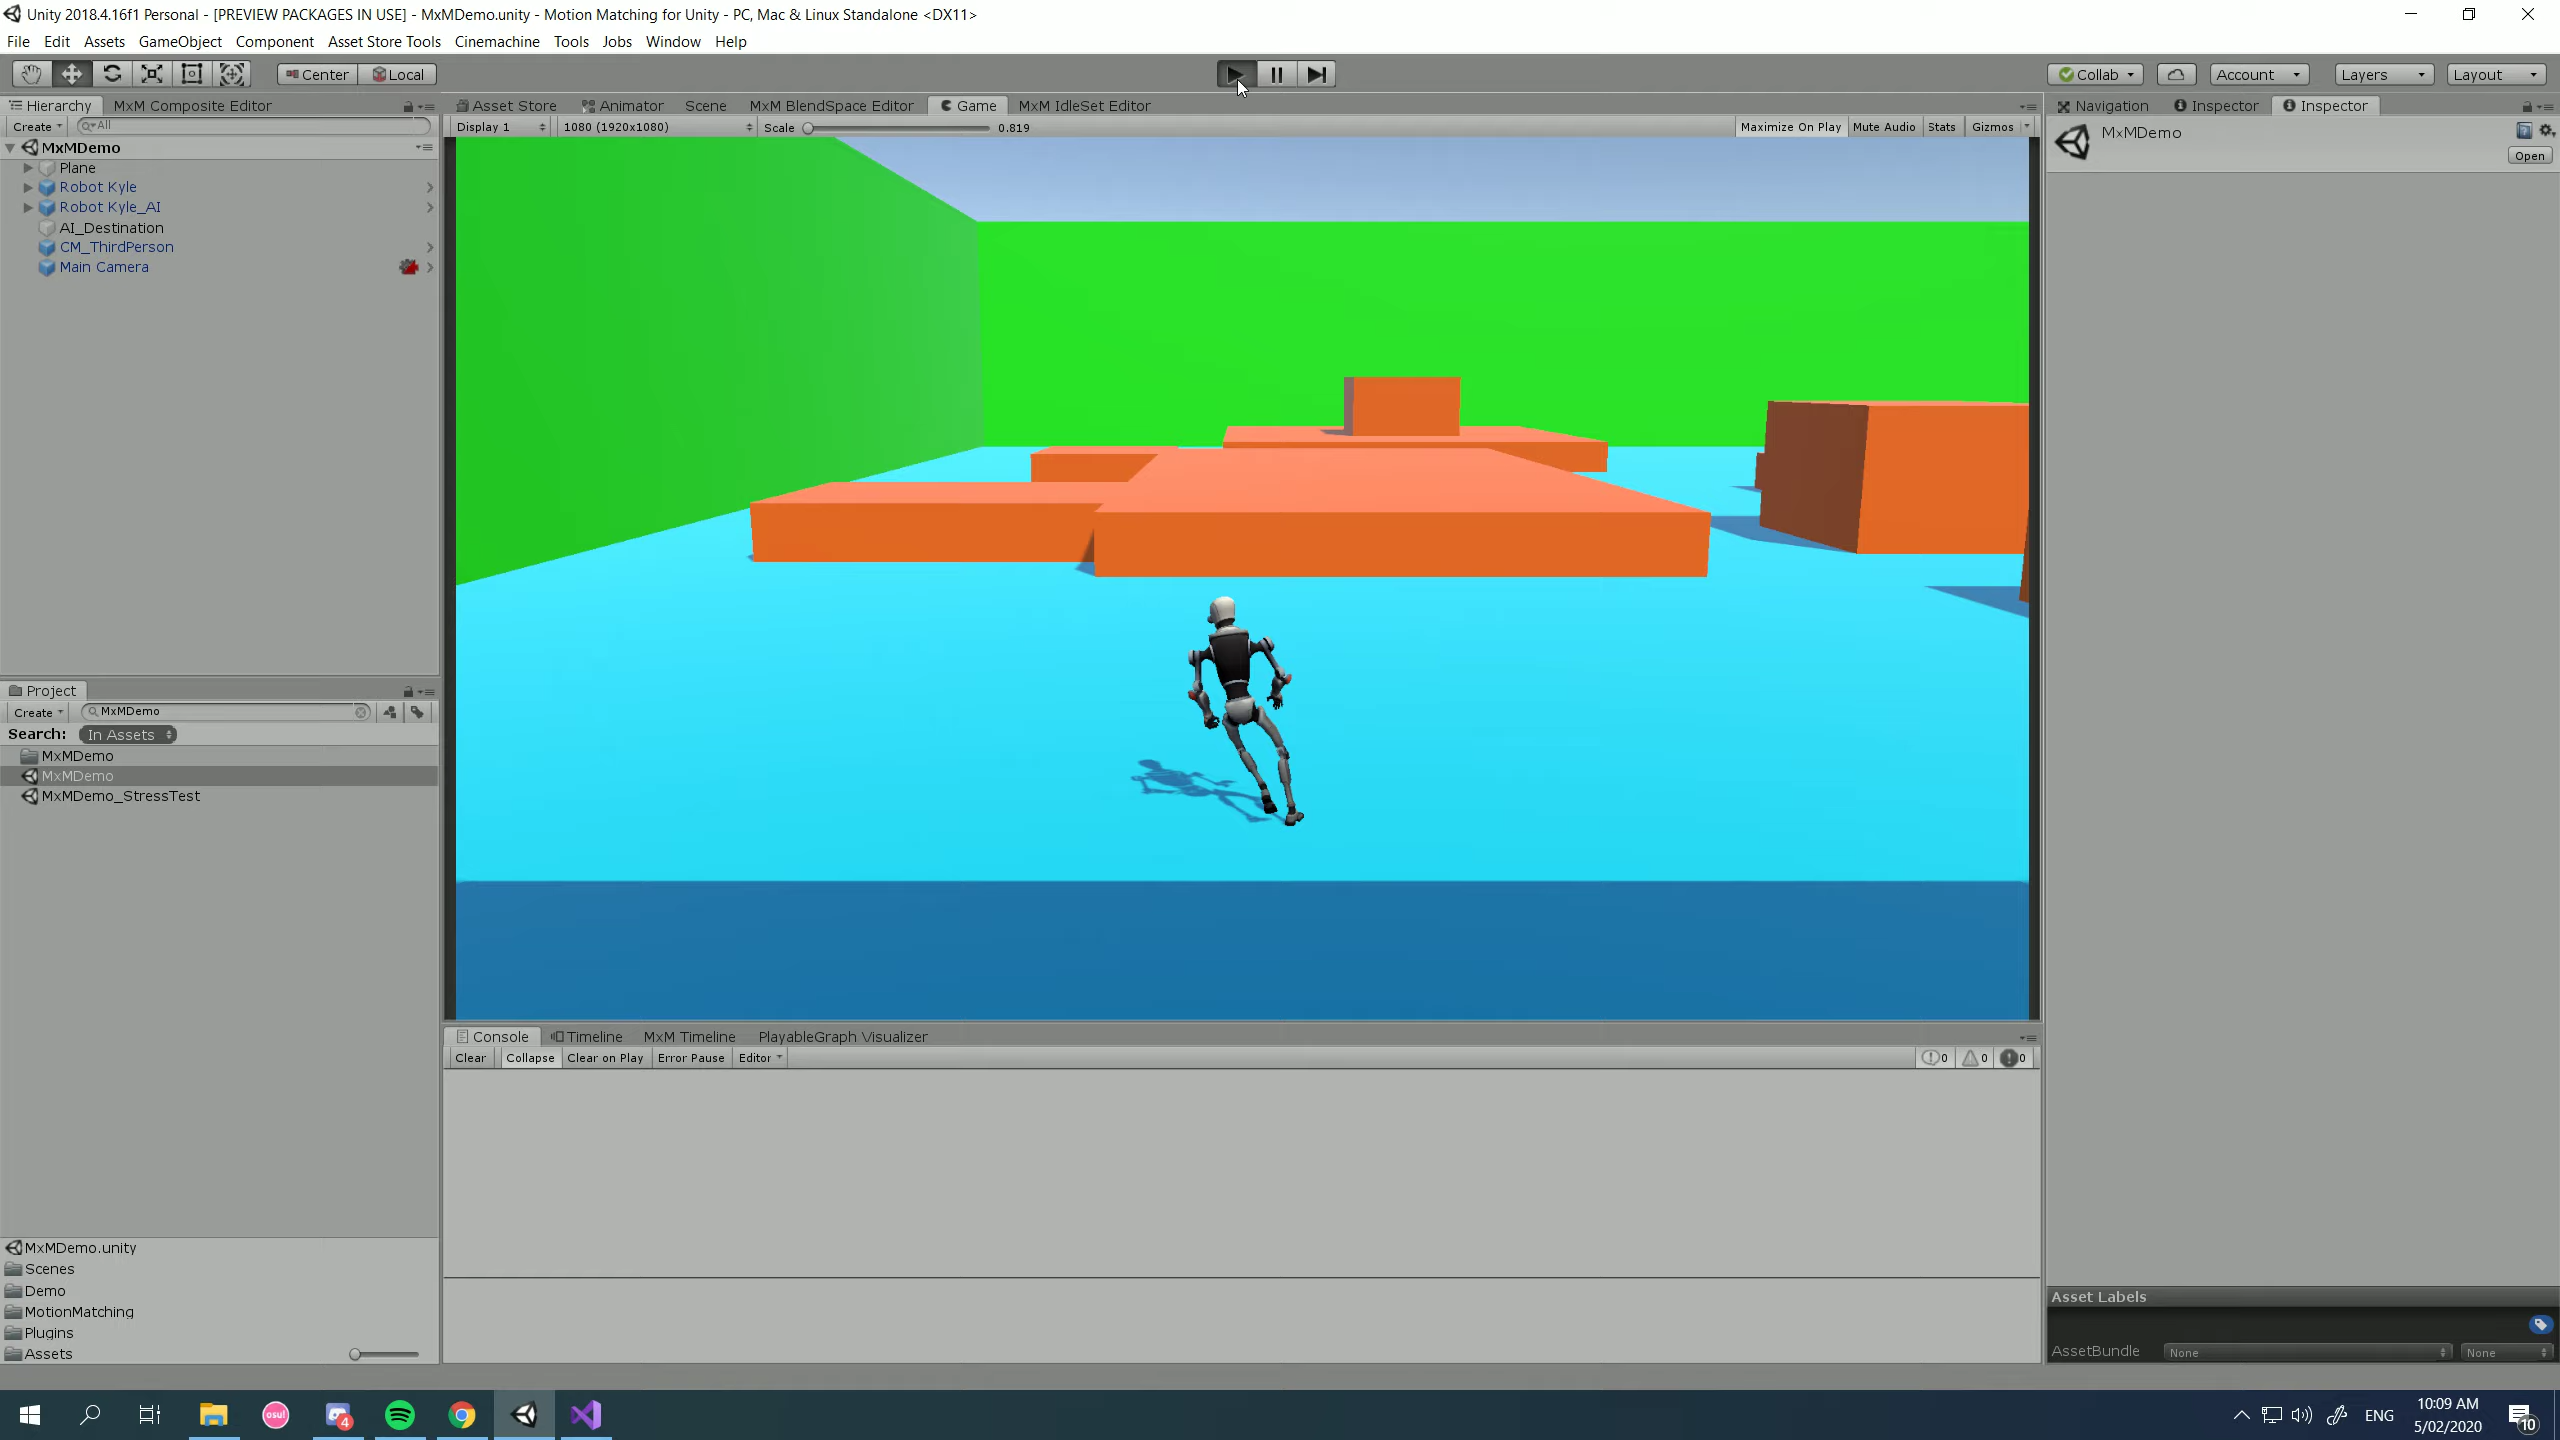 Unity 2018.4.16f1 Personal - [PREVIEW PACKAGES IN USE] - MxMDemo.unity - Motion Matching for Unity - PC, Mac & Linux Standalone <DX11>
File Edit Assets GameObject Component Asset Store Tools Cinemachine Tools Jobs Window Help
Center Local Collab Account Layers Layout
Hierarchy MxM Composite Editor
Create All
MxMDemo
Plane
Robot Kyle
Robot Kyle_AI
AI_Destination
CM_ThirdPerson
Main Camera
Asset Store Animator Scene MxM BlendSpace Editor Game MxM IdleSet Editor
Display 1 1080 (1920x1080) Scale 0.819 Maximize On Play Mute Audio Stats Gizmos
Navigation Inspector Inspector
MxMDemo
Open
Project
Create MxMDemo
Search: In Assets
MxMDemo
MxMDemo
MxMDemo_StressTest
MxMDemo.unity
Scenes
Demo
MotionMatching
Plugins
Assets
Console Timeline MxM Timeline PlayableGraph Visualizer
Clear Collapse Clear on Play Error Pause Editor 0 0 0
Asset Labels
AssetBundle None None
osu!
4
ENG
10:09 AM
5/02/2020
10